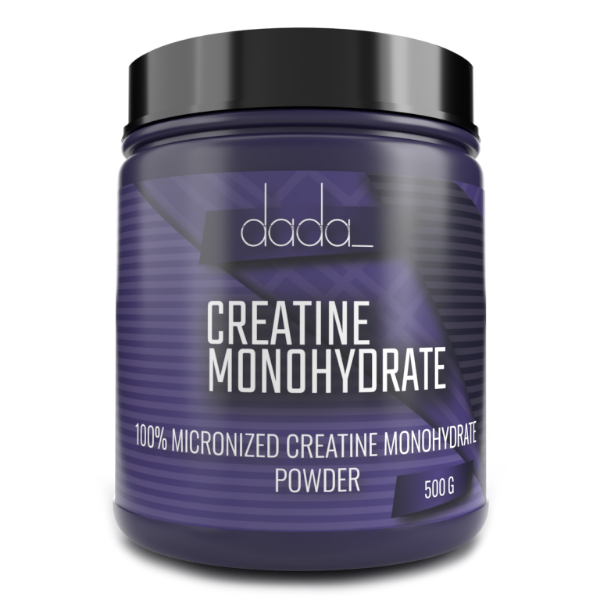 dada_
CREATINE
MONOHYDRATE
100% MICRONIZED CREATINE MONOHYDRATE
POWDER
500 G